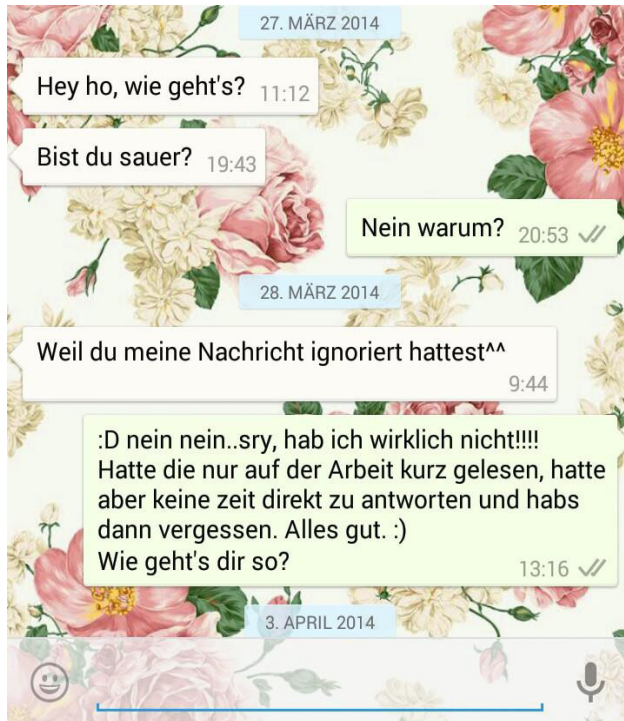 27. MÄRZ 2014
Hey ho, wie geht's? 11:12
Bist du sauer? 19:43
Nein warum? 20:53
28. MÄRZ 2014
Weil du meine Nachricht ignoriert hattest^^
9:44
:D nein nein..sry, hab ich wirklich nicht!!!!
Hatte die nur auf der Arbeit kurz gelesen, hatte
aber keine zeit direkt zu antworten und habs
dann vergessen. Alles gut. :)
Wie geht's dir so? 13:16
3. APRIL 2014